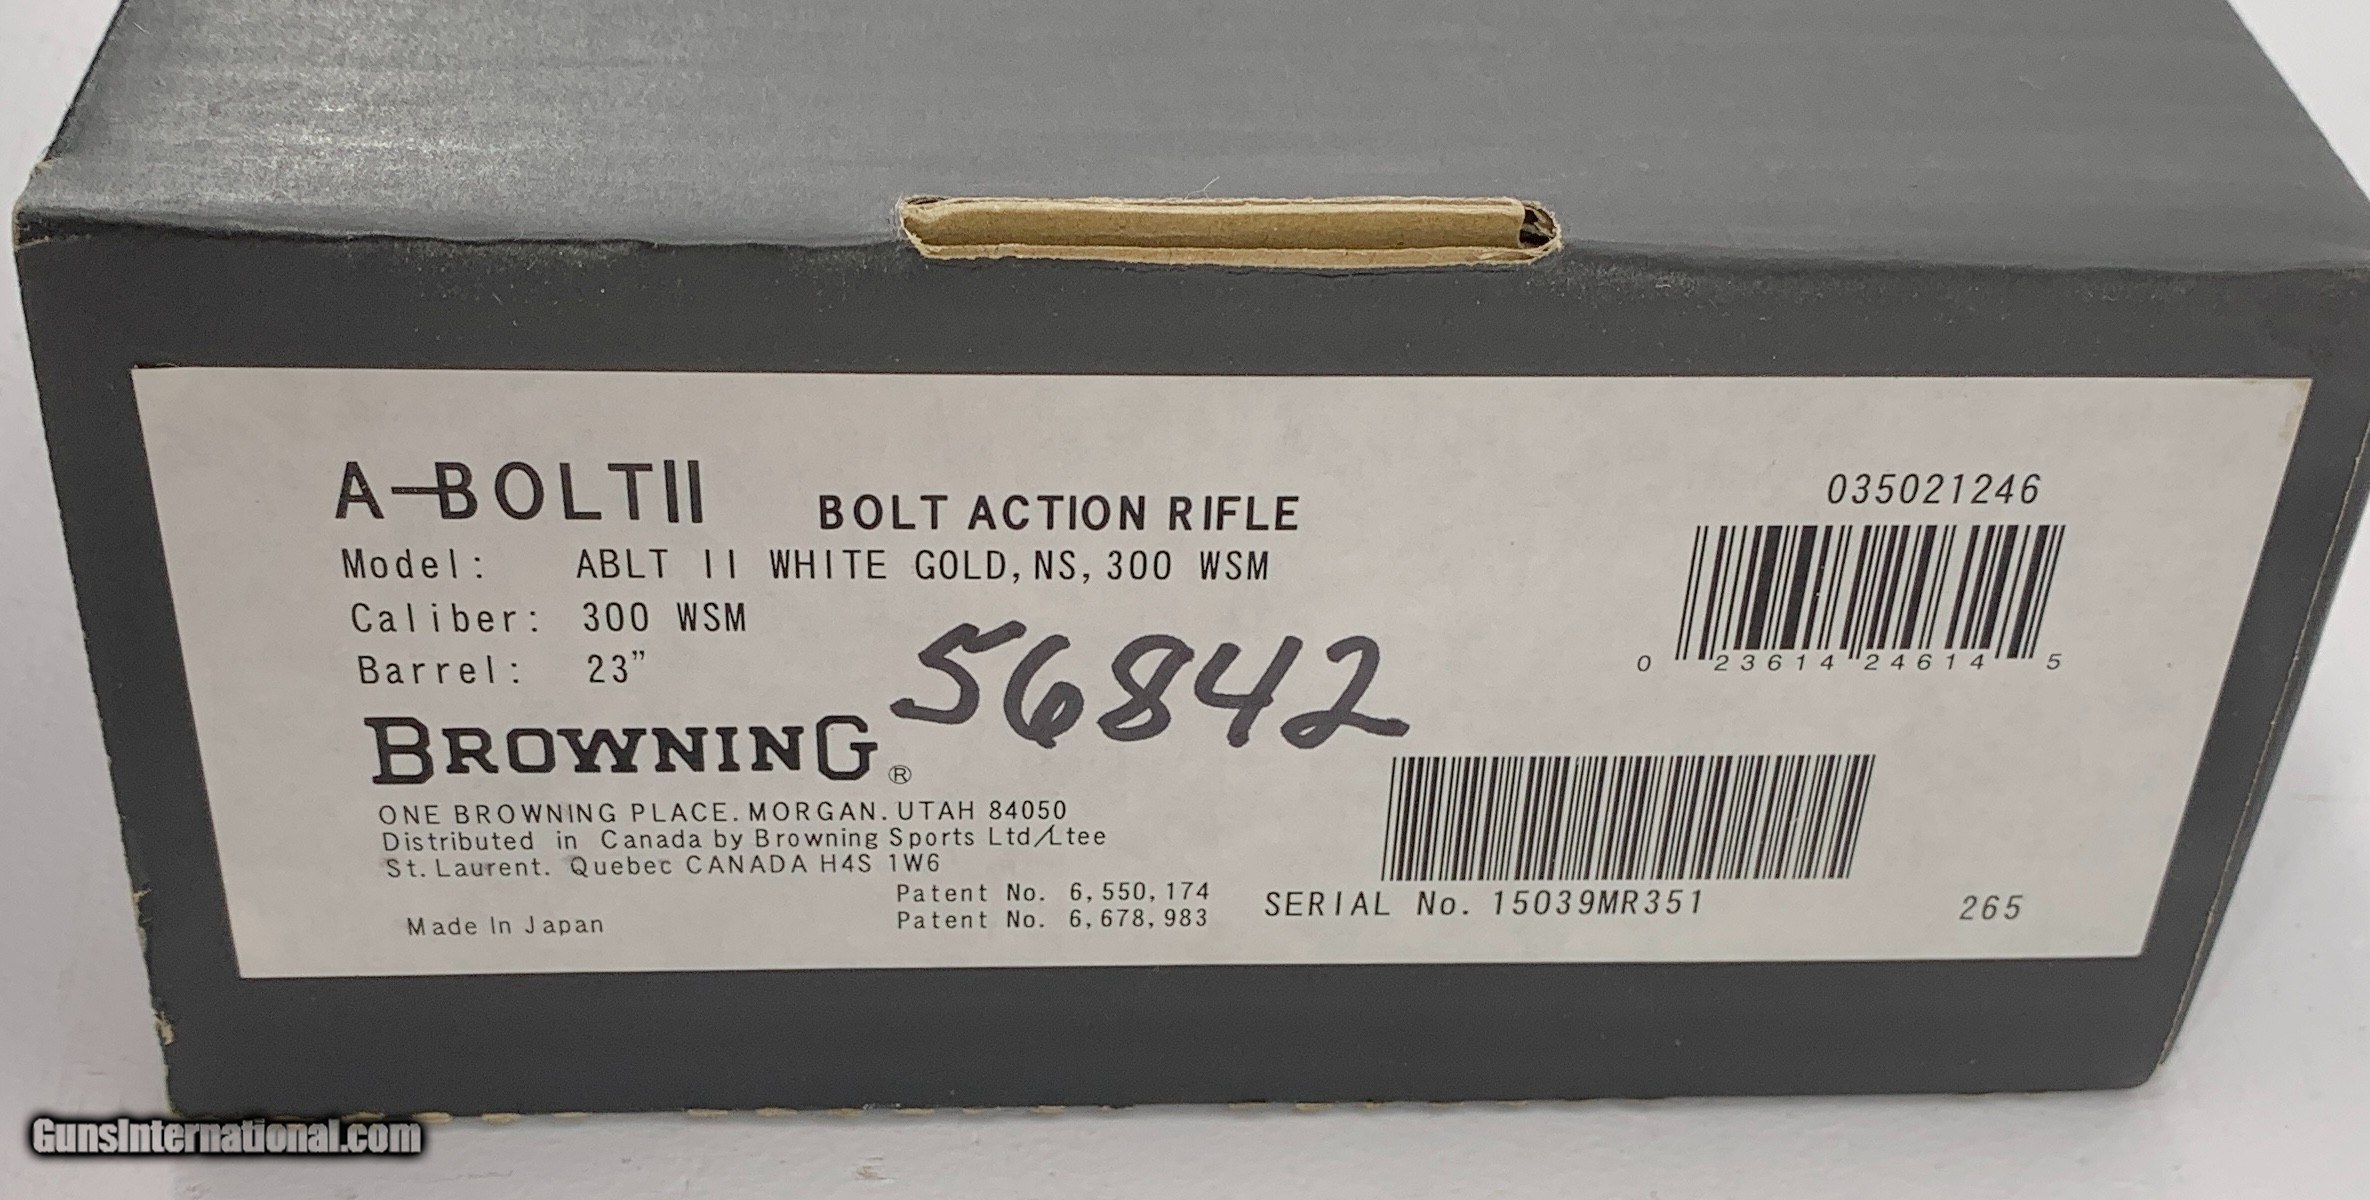 A-BOLT II BOLT ACTION RIFLE
035021246
Model: ABLT II WHITE GOLD, NS, 300 WSM
Caliber: 300 WSM
Barrel: 23”
0 23614 24614 5
56842
BROWNING®
ONE BROWNING PLACE. MORGAN. UTAH 84050
Distributed in Canada by Browning Sports Ltd/Ltee
St. Laurent. Quebec CANADA H4S 1W6
Patent No. 6,550,174
Patent No. 6,678,983
SERIAL No. 15039MR351
265
Made In Japan
GunsInternational.com